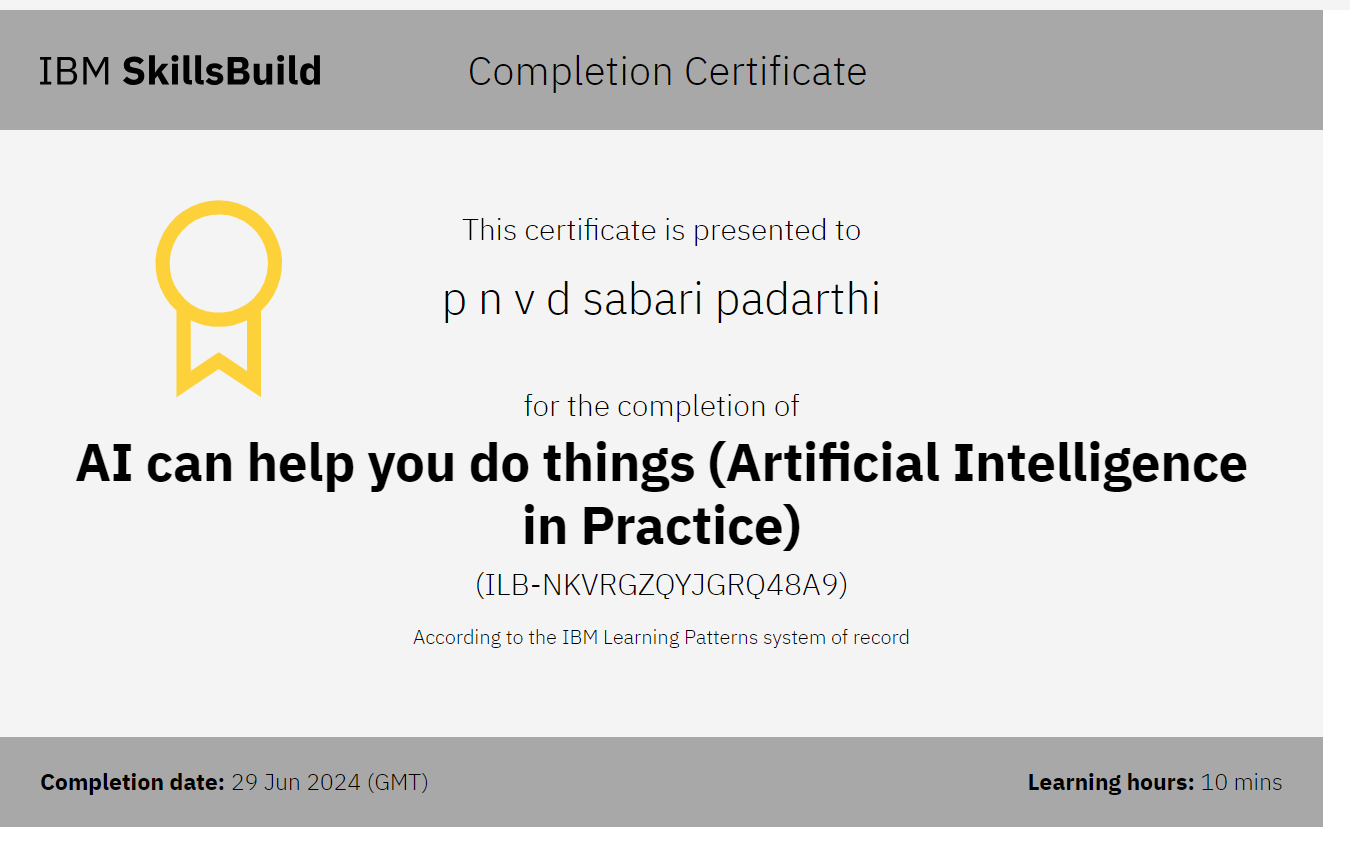 IBM SkillsBuild
Completion Certificate
This certificate is presented to
p n v d sabari padarthi
for the completion of
AI can help you do things (Artificial Intelligence
in Practice)
(ILB-NKVRGZQYJGRQ48A9)
According to the IBM Learning Patterns system of record
Completion date: 29 Jun 2024 (GMT)
Learning hours: 10 mins